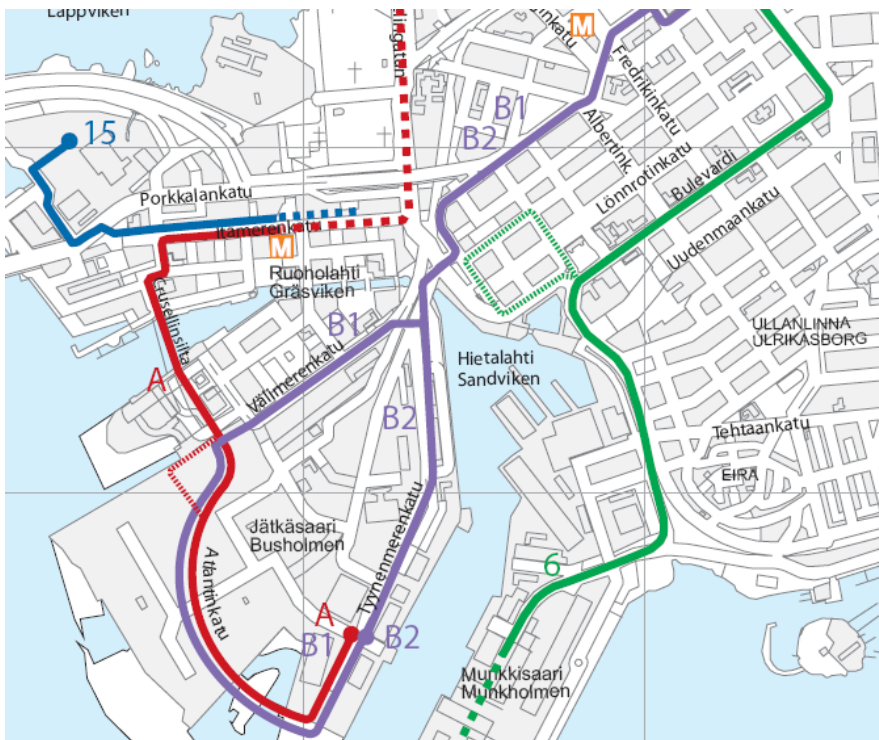 Lappviken
M
Fredrikinkatu
15
B1
B2
Albertink.
Lönnrotinkatu
Bulevardi
Porkkalankatu
Uudenmaankatu
Itämerenkatu
M
Ruoholahti
Gräsviken
Crusellinsilta
B1
ULLANLINNA
ULRIKASBORG
Hietalahti
Sandviken
A
Välimerenkatu
B2
Tehtaankatu
EIRA
Jätkäsaari
Busholmen
Tyynenmerenkatu
Atlantinkatu
6
A
B1
B2
Munkkisaari
Munkholmen